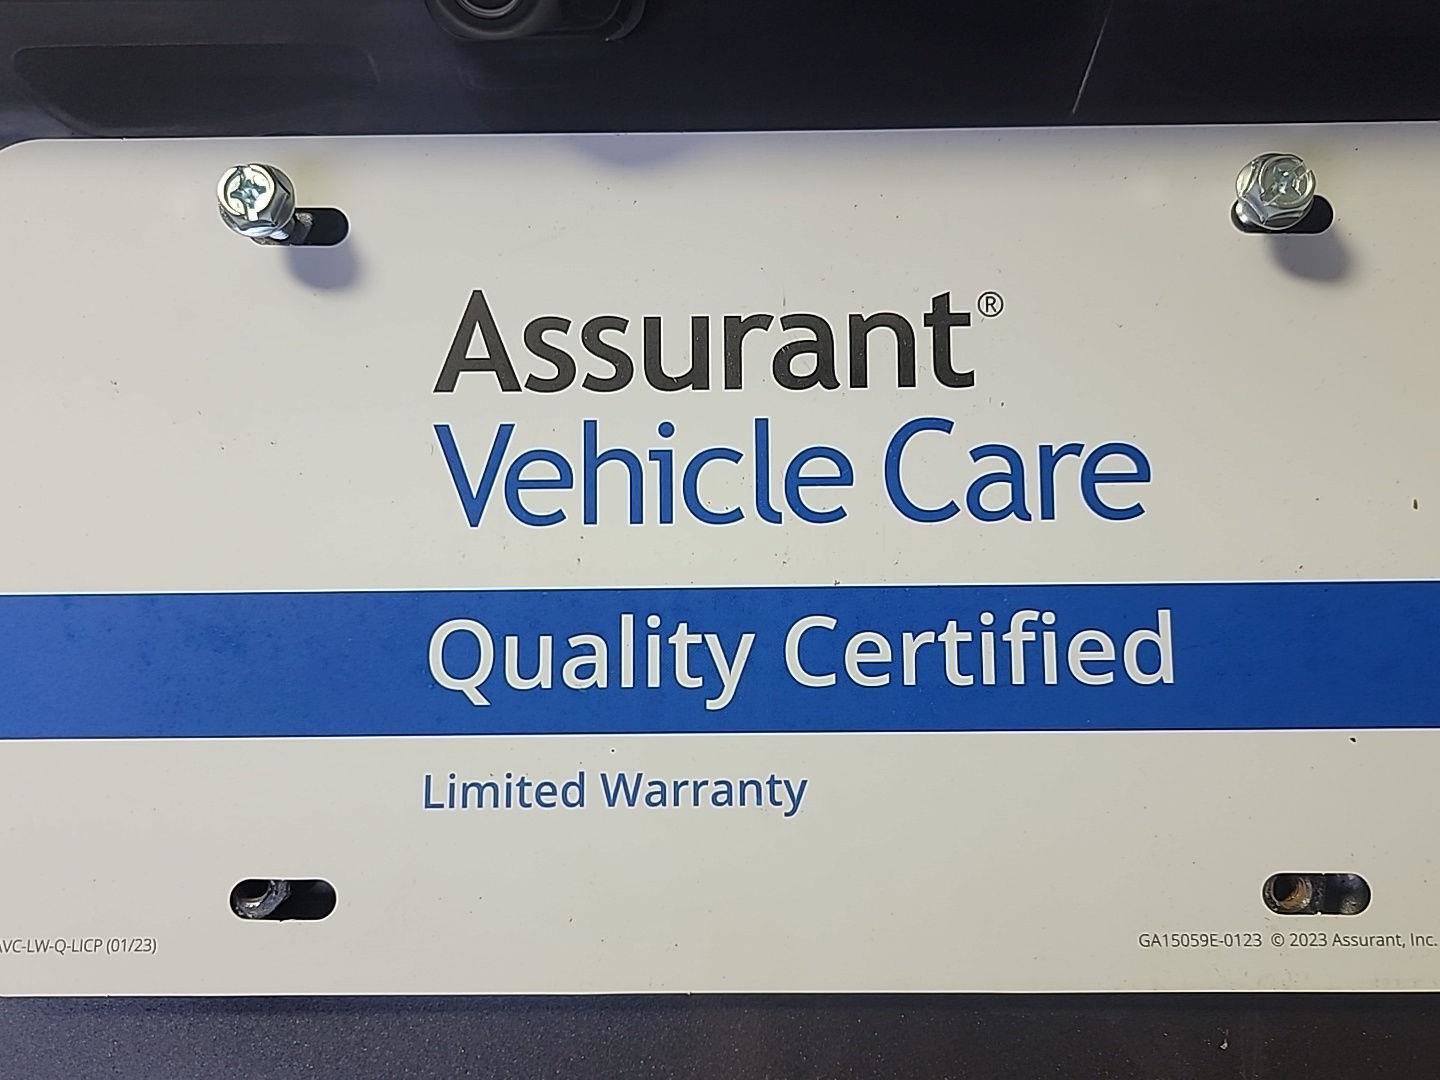 Assurant®
Vehicle Care
Quality Certified
Limited Warranty
AVC-LW-Q-LICP (01/23)
GA15059E-0123 © 2023 Assurant, Inc.